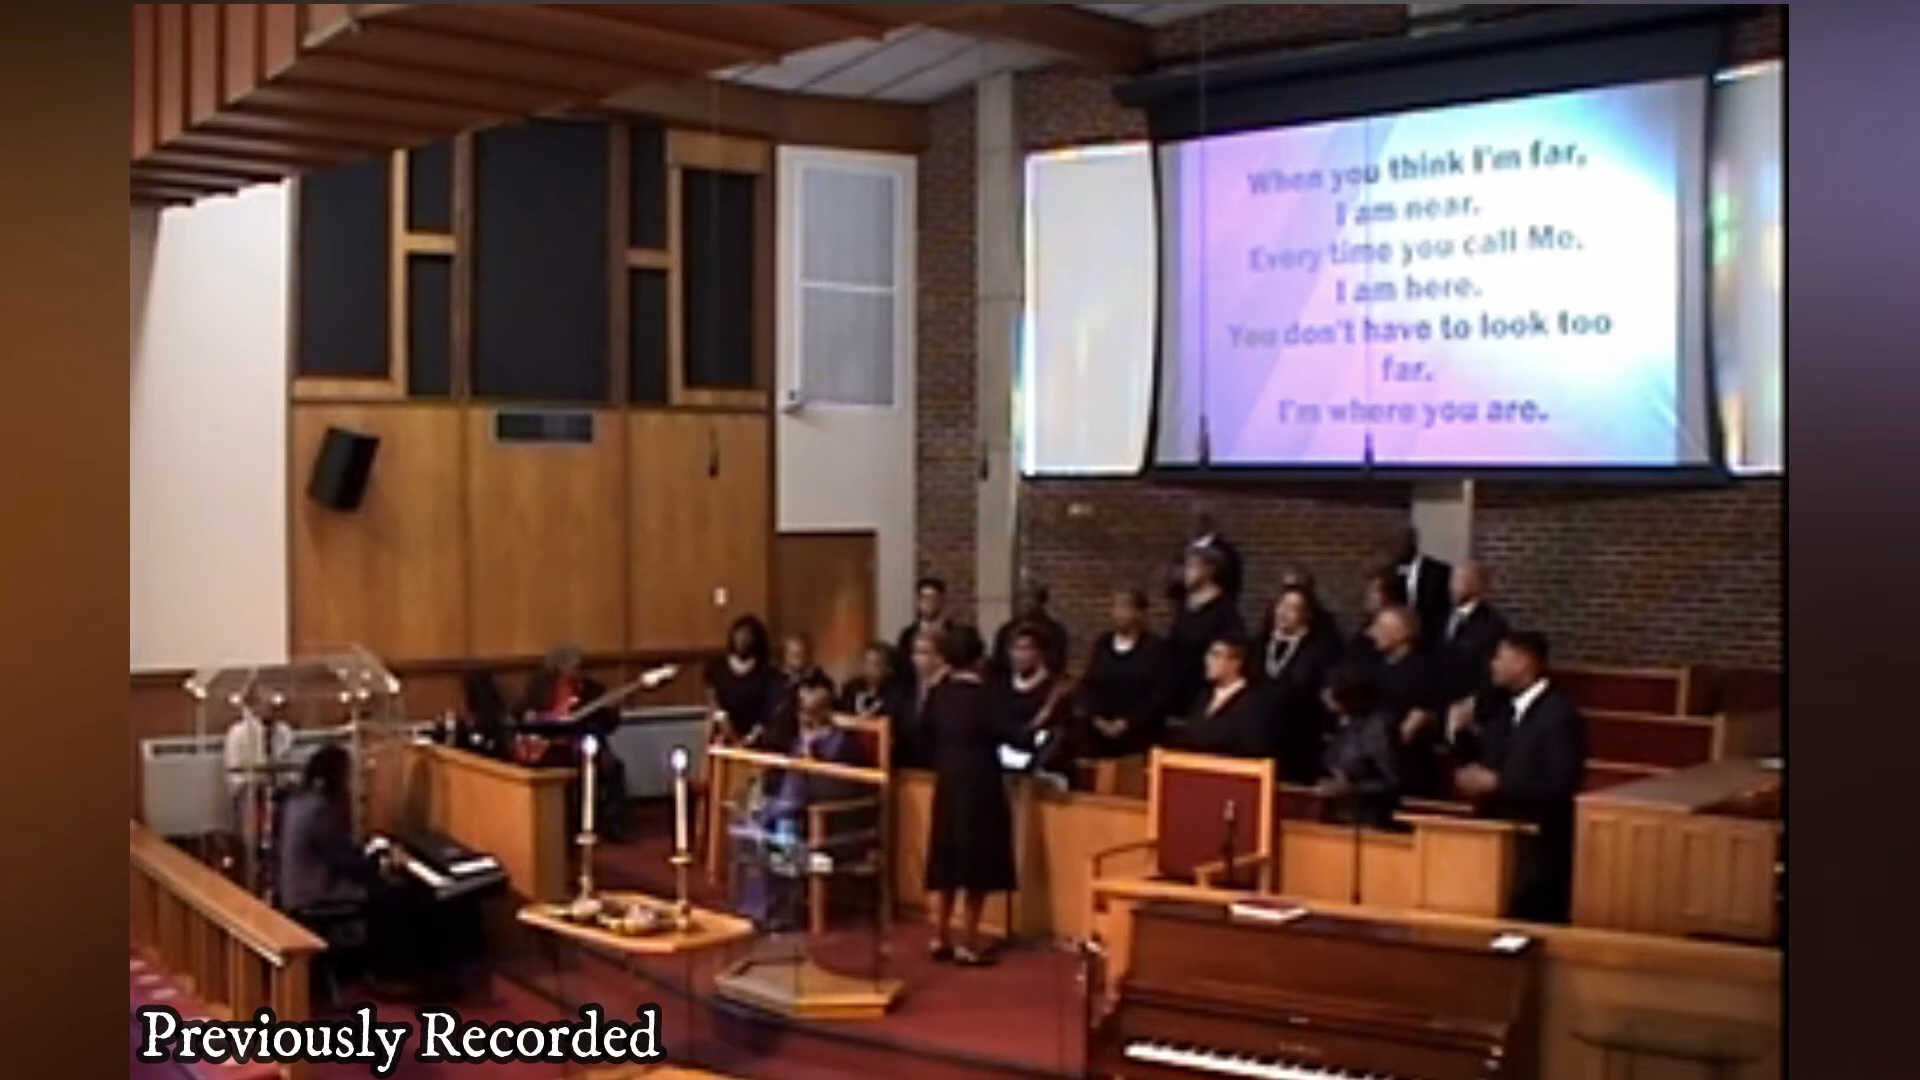 When you think I'm far,
I am near.
Every time you call Me.
I am here.
You don't have to look too
far.
I'm where you are.
Previously Recorded